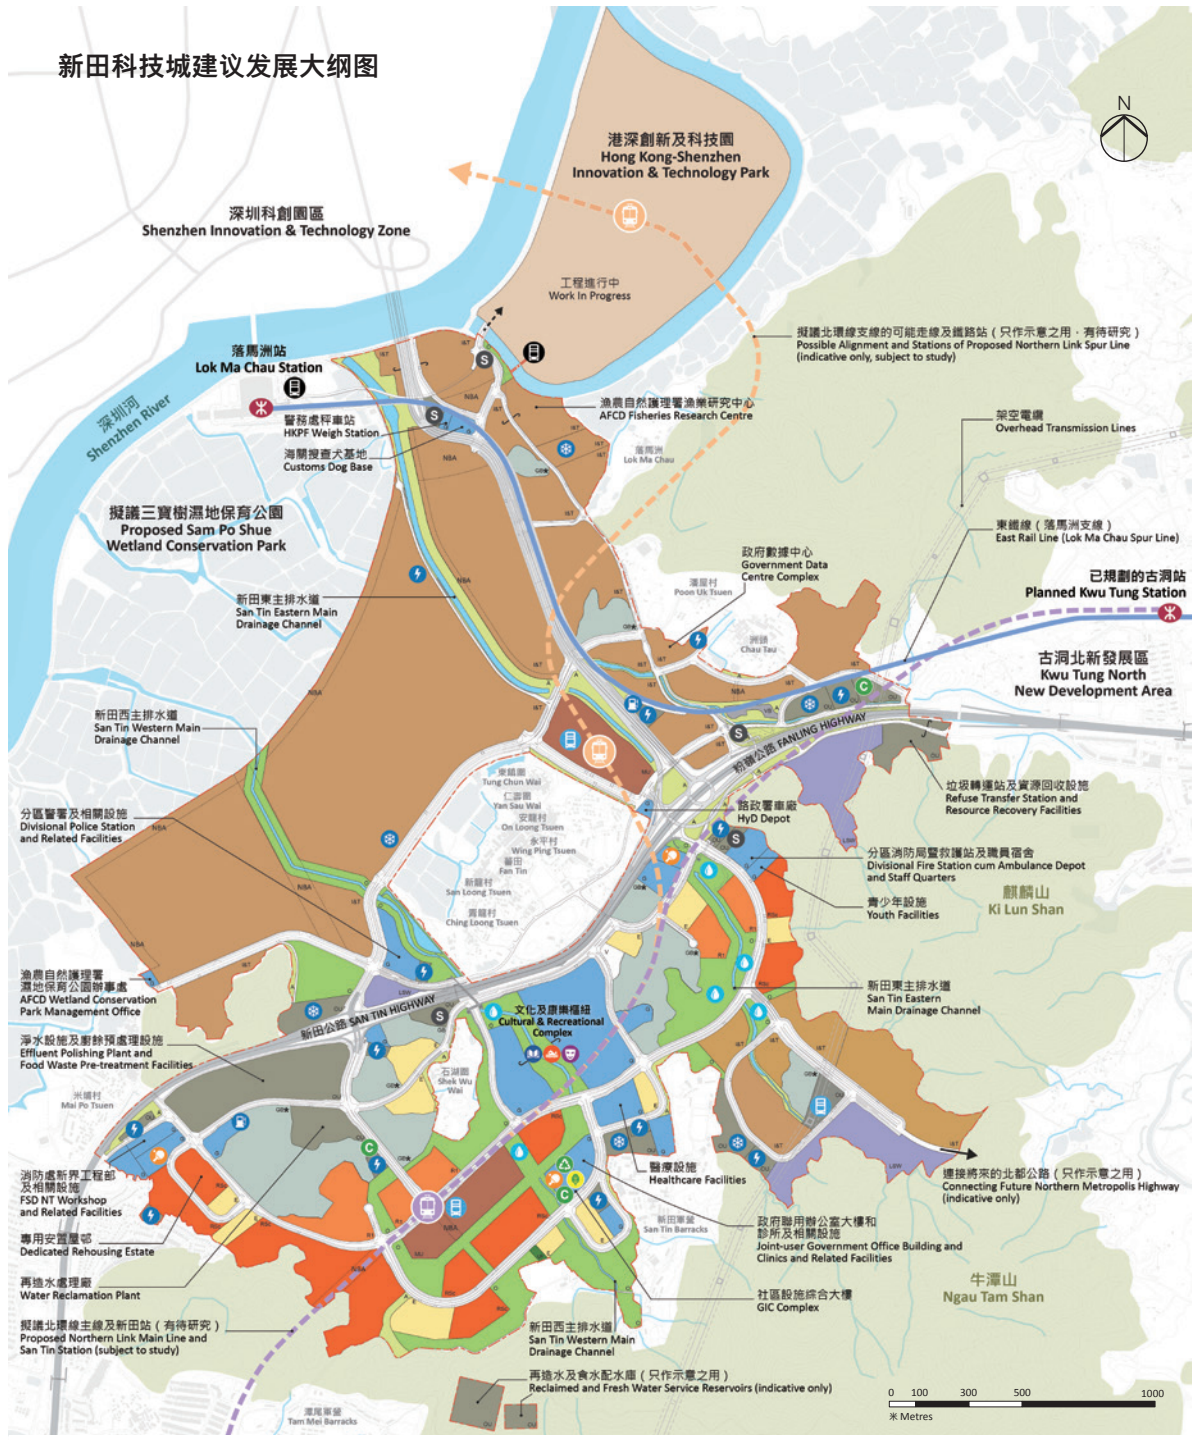 新田科技城建议发展大纲图
N
港深創新及科技園
Hong Kong-Shenzhen
Innovation & Technology Park
深圳科創園區
Shenzhen Innovation & Technology Zone
工程進行中
Work In Progress
擬議北環線支線的可能走線及鐵路站（只作示意之用，有待研究）
Possible Alignment and Stations of Proposed Northern Link Spur Line
(indicative only, subject to study)
落馬洲站
Lok Ma Chau Station
深圳河
Shenzhen River
警務處秤車站
HKPF Weigh Station
海關搜查犬基地
Customs Dog Base
漁農自然護理署漁業研究中心
AFCD Fisheries Research Centre
落馬洲
Lok Ma Chau
架空電纜
Overhead Transmission Lines
擬議三寶樹濕地保育公園
Proposed Sam Po Shue
Wetland Conservation Park
東鐵線（落馬洲支線）
East Rail Line (Lok Ma Chau Spur Line)
政府數據中心
Government Data
Centre Complex
潘屋村
Poon Uk Tsuen
已規劃的古洞站
Planned Kwu Tung Station
新田東主排水道
San Tin Eastern Main
Drainage Channel
洲頭
Chau Tau
古洞北新發展區
Kwu Tung North
New Development Area
新田西主排水道
San Tin Western Main
Drainage Channel
粉嶺公路 FANLING HIGHWAY
東鎮圍
Tung Chun Wai
仁壽圍
Yan Sau Wai
安龍村
On Loong Tsuen
永平村
Wing Ping Tsuen
蕃田
Fan Tin
新龍村
San Loong Tsuen
青龍村
Ching Loong Tsuen
垃圾轉運站及資源回收設施
Refuse Transfer Station and
Resource Recovery Facilities
路政署車廠
HyD Depot
分區警署及相關設施
Divisional Police Station
and Related Facilities
分區消防局暨救護站及職員宿舍
Divisional Fire Station cum Ambulance Depot
and Staff Quarters
麒麟山
Ki Lun Shan
青少年設施
Youth Facilities
漁農自然護理署
濕地保育公園辦事處
AFCD Wetland Conservation
Park Management Office
新田公路 SAN TIN HIGHWAY
文化及康樂樞紐
Cultural & Recreational
Complex
新田東主排水道
San Tin Eastern
Main Drainage Channel
淨水設施及廚餘預處理設施
Effluent Polishing Plant and
Food Waste Pre-treatment Facilities
石湖圍
Shek Wu
Wai
米埔村
Mai Po Tsuen
消防處新界工程部
及相關設施
FSD NT Workshop
and Related Facilities
醫療設施
Healthcare Facilities
連接將來的北都公路（只作示意之用）
Connecting Future Northern Metropolis Highway
(indicative only)
新田軍營
San Tin Barracks
政府聯用辦公室大樓和
診所及相關設施
Joint-user Government Office Building and
Clinics and Related Facilities
專用安置屋邨
Dedicated Rehousing Estate
再造水處理廠
Water Reclamation Plant
牛潭山
Ngau Tam Shan
社區設施綜合大樓
GIC Complex
擬議北環線主線及新田站（有待研究）
Proposed Northern Link Main Line and
San Tin Station (subject to study)
新田西主排水道
San Tin Western Main
Drainage Channel
再造水及食水配水庫（只作示意之用）
Reclaimed and Fresh Water Service Reservoirs (indicative only)
潭尾軍營
Tam Mei Barracks
0 100 300 500 1000
米 Metres